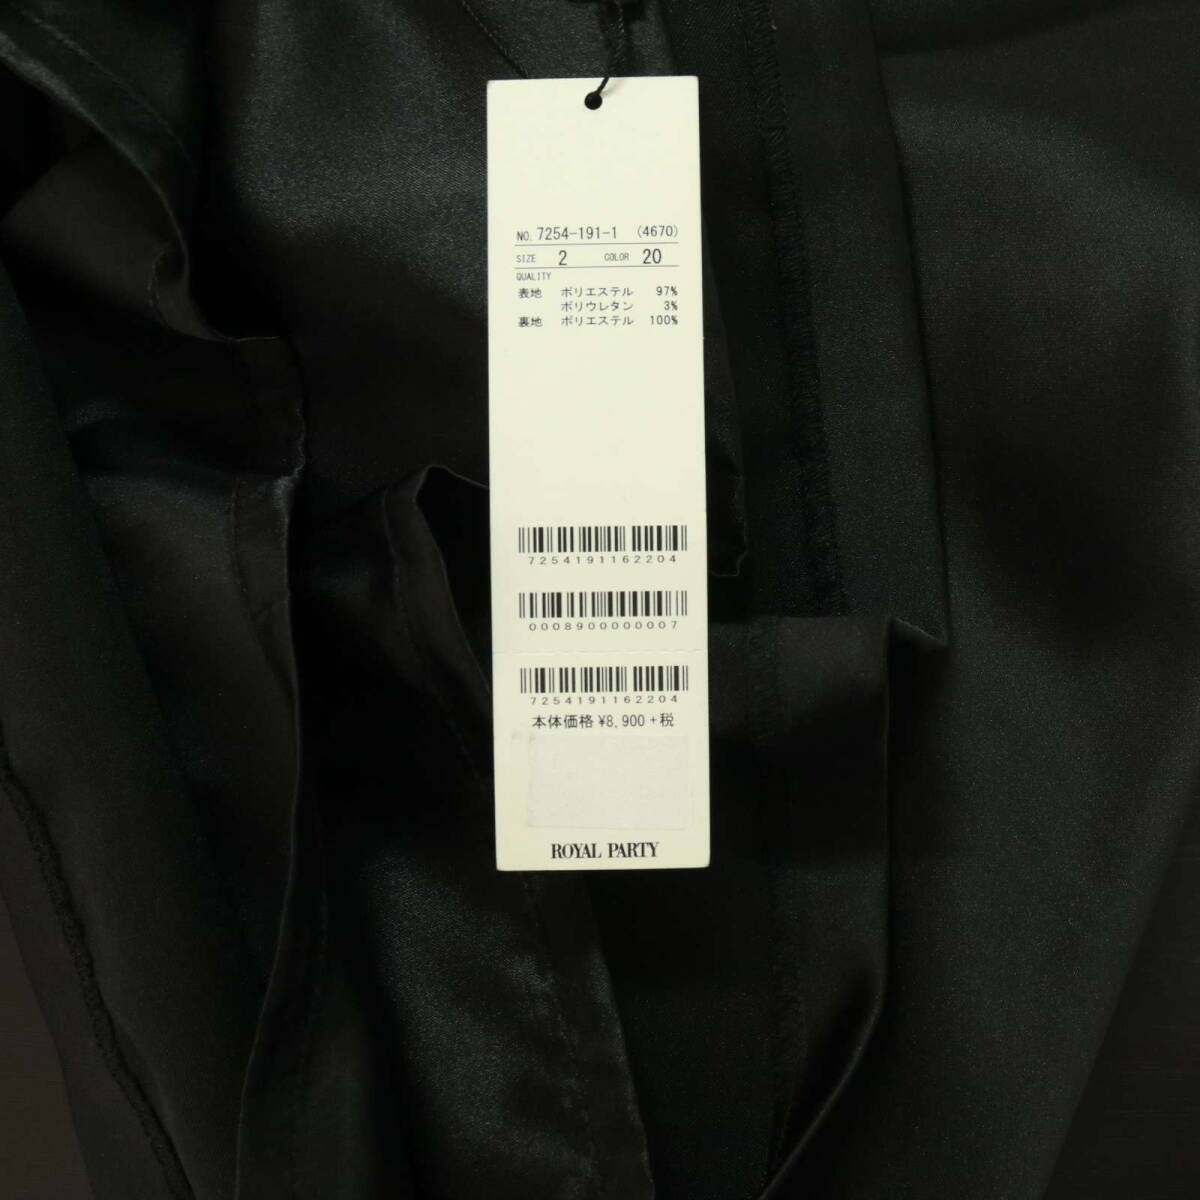 NO. 7254-191-1 (4670)
SIZE 2 COLOR 20
QUALITY
表地 ポリエステル 97%
ポリウレタン 3%
裏地 ポリエステル 100%
7254191162204
0008900000007
7254191162204
本体価格 ¥8,900+税
ROYAL PARTY